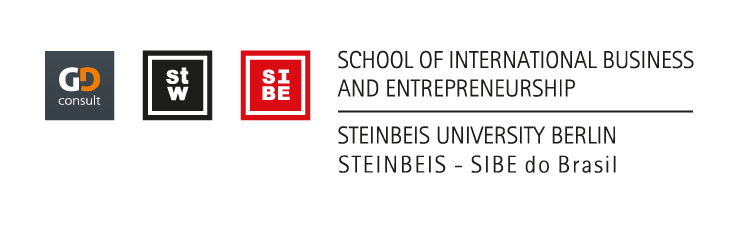 GD
consult
st
W
SI
BE
SCHOOL OF INTERNATIONAL BUSINESS
AND ENTREPRENEURSHIP
STEINBEIS UNIVERSITY BERLIN
STEINBEIS - SIBE do Brasil